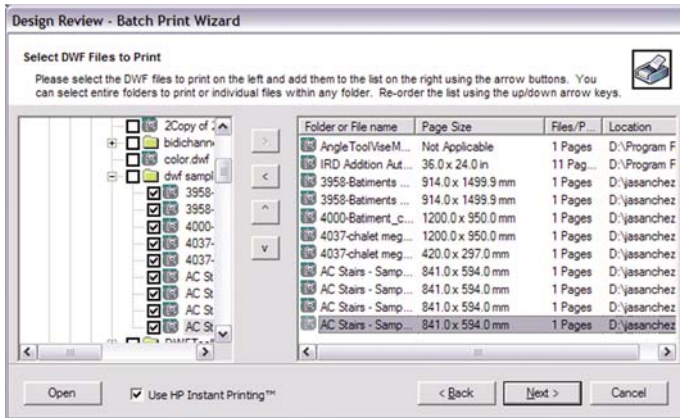 Design Review - Batch Print Wizard
Select DWF Files to Print
Please select the DWF files to print on the left and add them to the list on the right using the arrow buttons. You
can select entire folders to print or individual files within any folder. Re-order the list using the up/down arrow keys.
2Copy of
bidichann
color.dwf
dwf sampl
3958-
3958-
4000-
4037-
4037-
AC St
AC St
AC St
AC St
>
<
^
v
Folder or File name Page Size Files/P... Location
AngleToolViseM... Not Applicable 1 Pages D:\Program F
IRD Addition Aut... 36.0 x 24.0 in 11 Pag... D:\Program F
3958-Batiments ... 914.0 x 1499.9 mm 1 Pages D:\jasanchez
3958-Batiments ... 914.0 x 1499.9 mm 1 Pages D:\jasanchez
4000-Batiment_c... 1200.0 x 950.0 mm 1 Pages D:\jasanchez
4037-chalet meg... 1200.0 x 950.0 mm 1 Pages D:\jasanchez
4037-chalet meg... 420.0 x 297.0 mm 1 Pages D:\jasanchez
AC Stairs - Samp... 841.0 x 594.0 mm 1 Pages D:\jasanchez
AC Stairs - Samp... 841.0 x 594.0 mm 1 Pages D:\jasanchez
AC Stairs - Samp... 841.0 x 594.0 mm 1 Pages D:\jasanchez
AC Stairs - Samp... 841.0 x 594.0 mm 1 Pages D:\jasanchez
Open Use HP Instant Printing™ < Back Next > Cancel